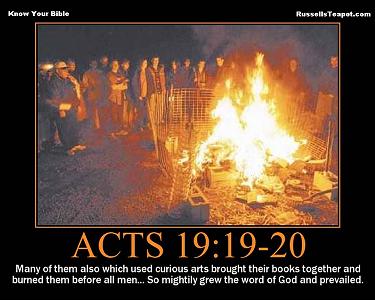 Know Your Bible RussellsTeapot.com
ACTS 19:19-20
Many of them also which used curious arts brought their books together and
burned them before all men... So mightily grew the word of God and prevailed.